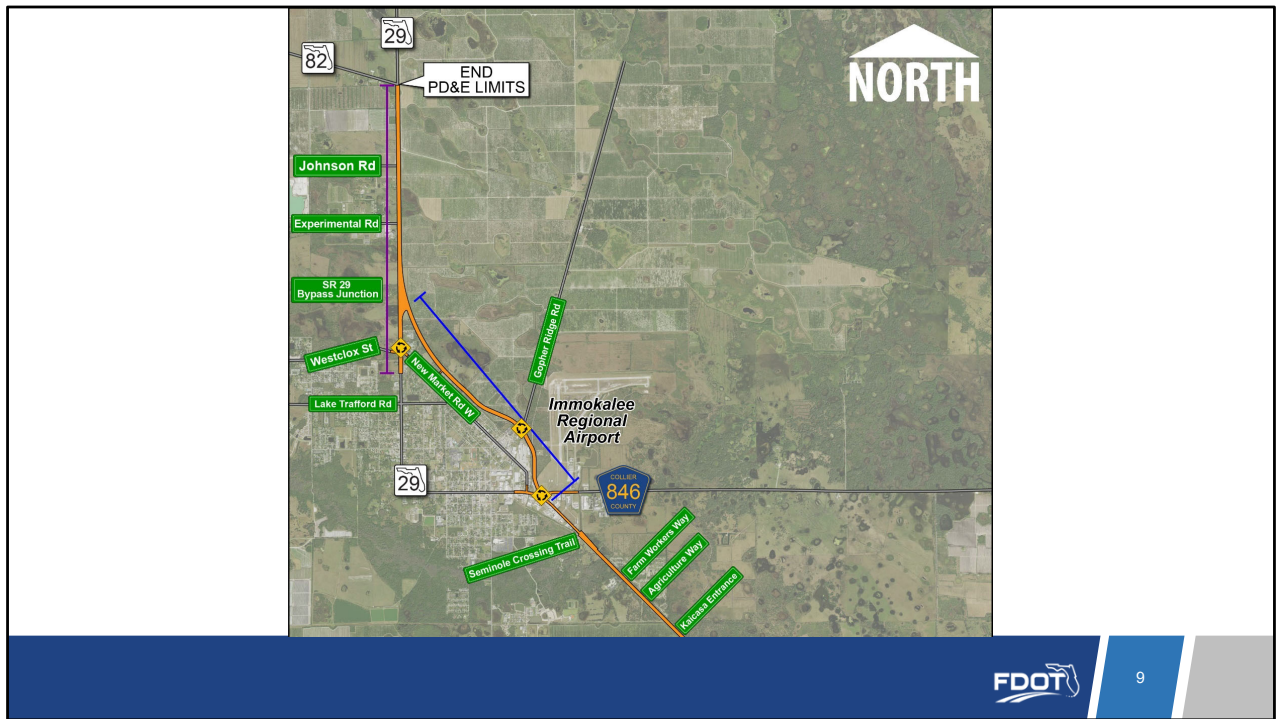 29
82
END
PD&E LIMITS
NORTH
Johnson Rd
Experimental Rd
SR 29
Bypass Junction
Gopher Ridge Rd
Westclox St
New Market Rd W
Lake Trafford Rd
Immokalee
Regional
Airport
29
COLLIER
846
COUNTY
Seminole Crossing Trail
Farm Workers Way
Agriculture Way
Kaicasa Entrance
FDOT
9